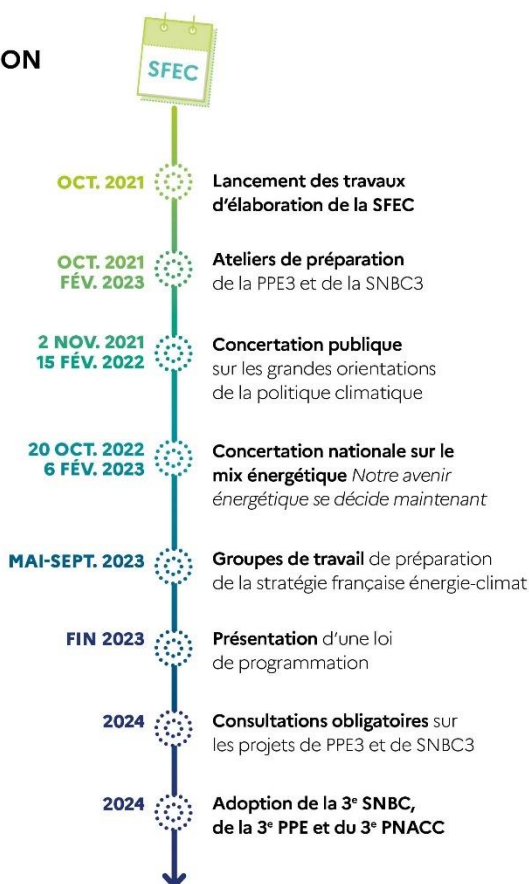 ON
SFEC
OCT. 2021
Lancement des travaux
d'élaboration de la SFEC
OCT. 2021
FÉV. 2023
Ateliers de préparation
de la PPE3 et de la SNBC3
2 NOV. 2021
15 FÉV. 2022
Concertation publique
sur les grandes orientations
de la politique climatique
20 OCT. 2022
6 FÉV. 2023
Concertation nationale sur le
mix énergétique Notre avenir
énergétique se décide maintenant
MAI-SEPT. 2023
Groupes de travail de préparation
de la stratégie française énergie-climat
FIN 2023
Présentation d'une loi
de programmation
2024
Consultations obligatoires sur
les projets de PPE3 et de SNBC3
2024
Adoption de la 3e SNBC,
de la 3e PPE et du 3e PNACC